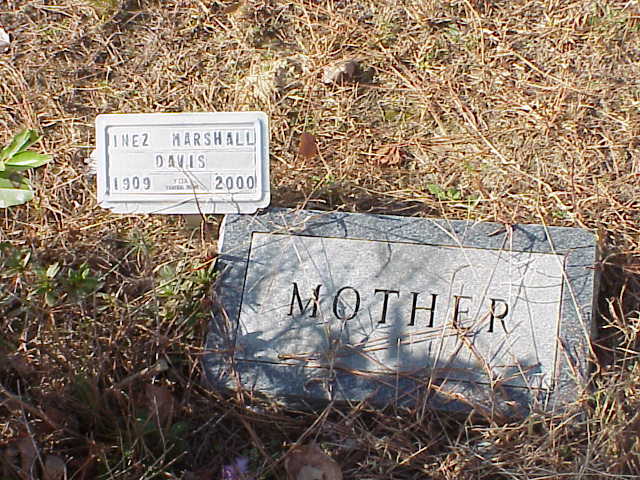 INEZ MARSHALL
DAVIS
1909 2000
MOTHER